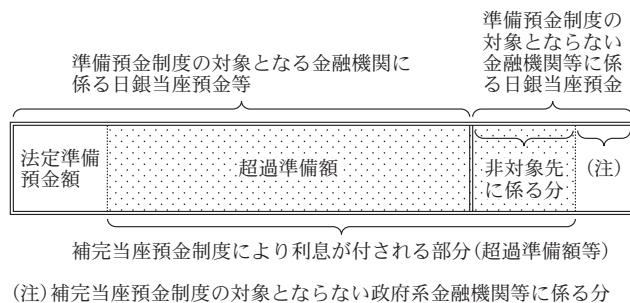 準備預金制度の対象となる金融機関に
係る日銀当座預金等
準備預金制度の
対象とならない
金融機関等に係
る日銀当座預金
法定準備
預金額
超過準備額
非対象先
に係る分
(注)
補完当座預金制度により利息が付される部分(超過準備額等)
(注)補完当座預金制度の対象とならない政府系金融機関等に係る分